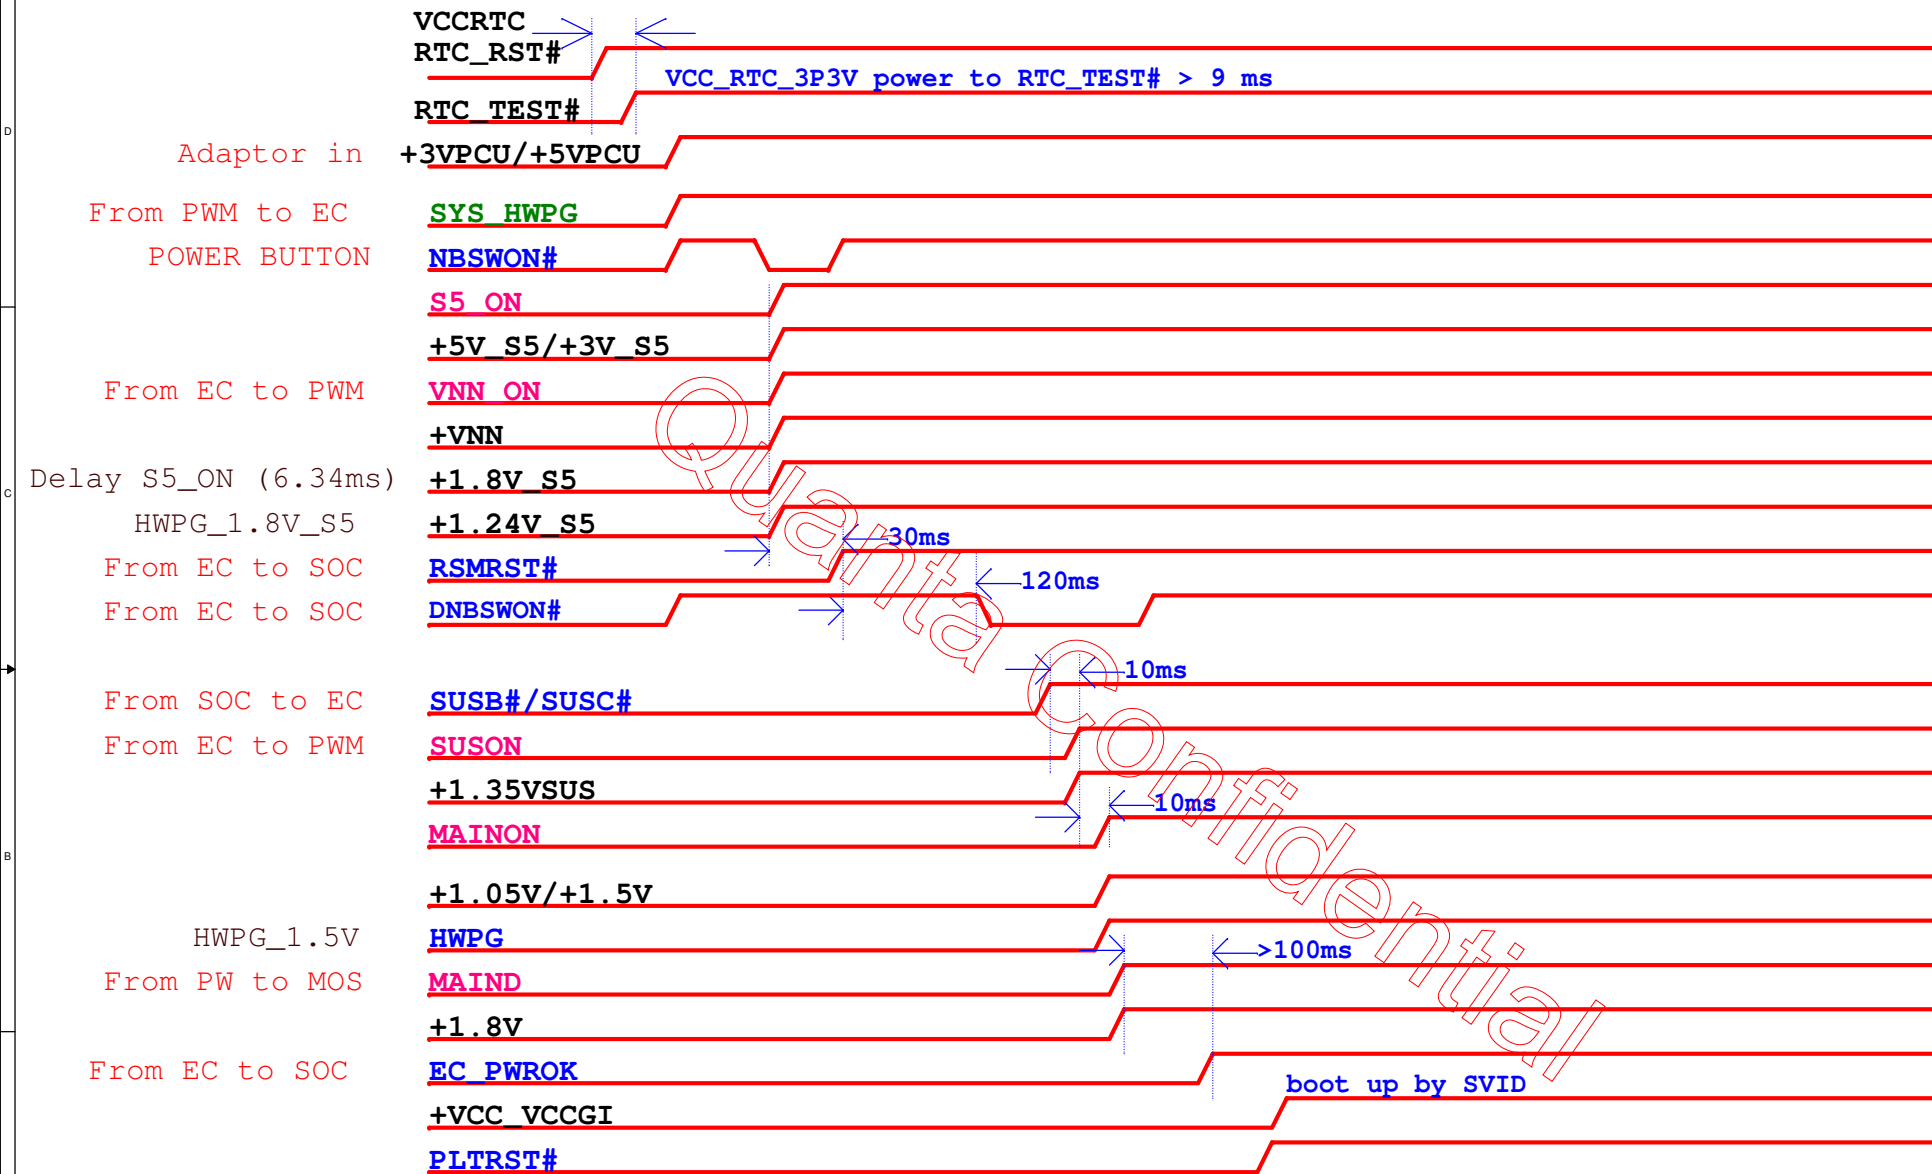 VCCRTC
RTC_RST#
VCC_RTC_3P3V power to RTC_TEST# > 9 ms
RTC_TEST#
D
Adaptor in +3VPCU/+5VPCU
From PWM to EC SYS_HWPG
POWER BUTTON NBSWON#
S5_ON
+5V_S5/+3V_S5
From EC to PWM VNN_ON
+VNN
Delay S5_ON (6.34ms) +1.8V_S5
C
HWPG_1.8V_S5 +1.24V_S5
30ms
From EC to SOC RSMRST#
120ms
From EC to SOC DNBSWON#
10ms
From SOC to EC SUSB#/SUSC#
From EC to PWM SUSON
+1.35VSUS
10ms
MAINON
B
+1.05V/+1.5V
HWPG_1.5V HWPG
>100ms
From PW to MOS MAIND
+1.8V
From EC to SOC EC_PWROK
boot up by SVID
+VCC_VCCGI
PLTRST#
Quanta Confidential